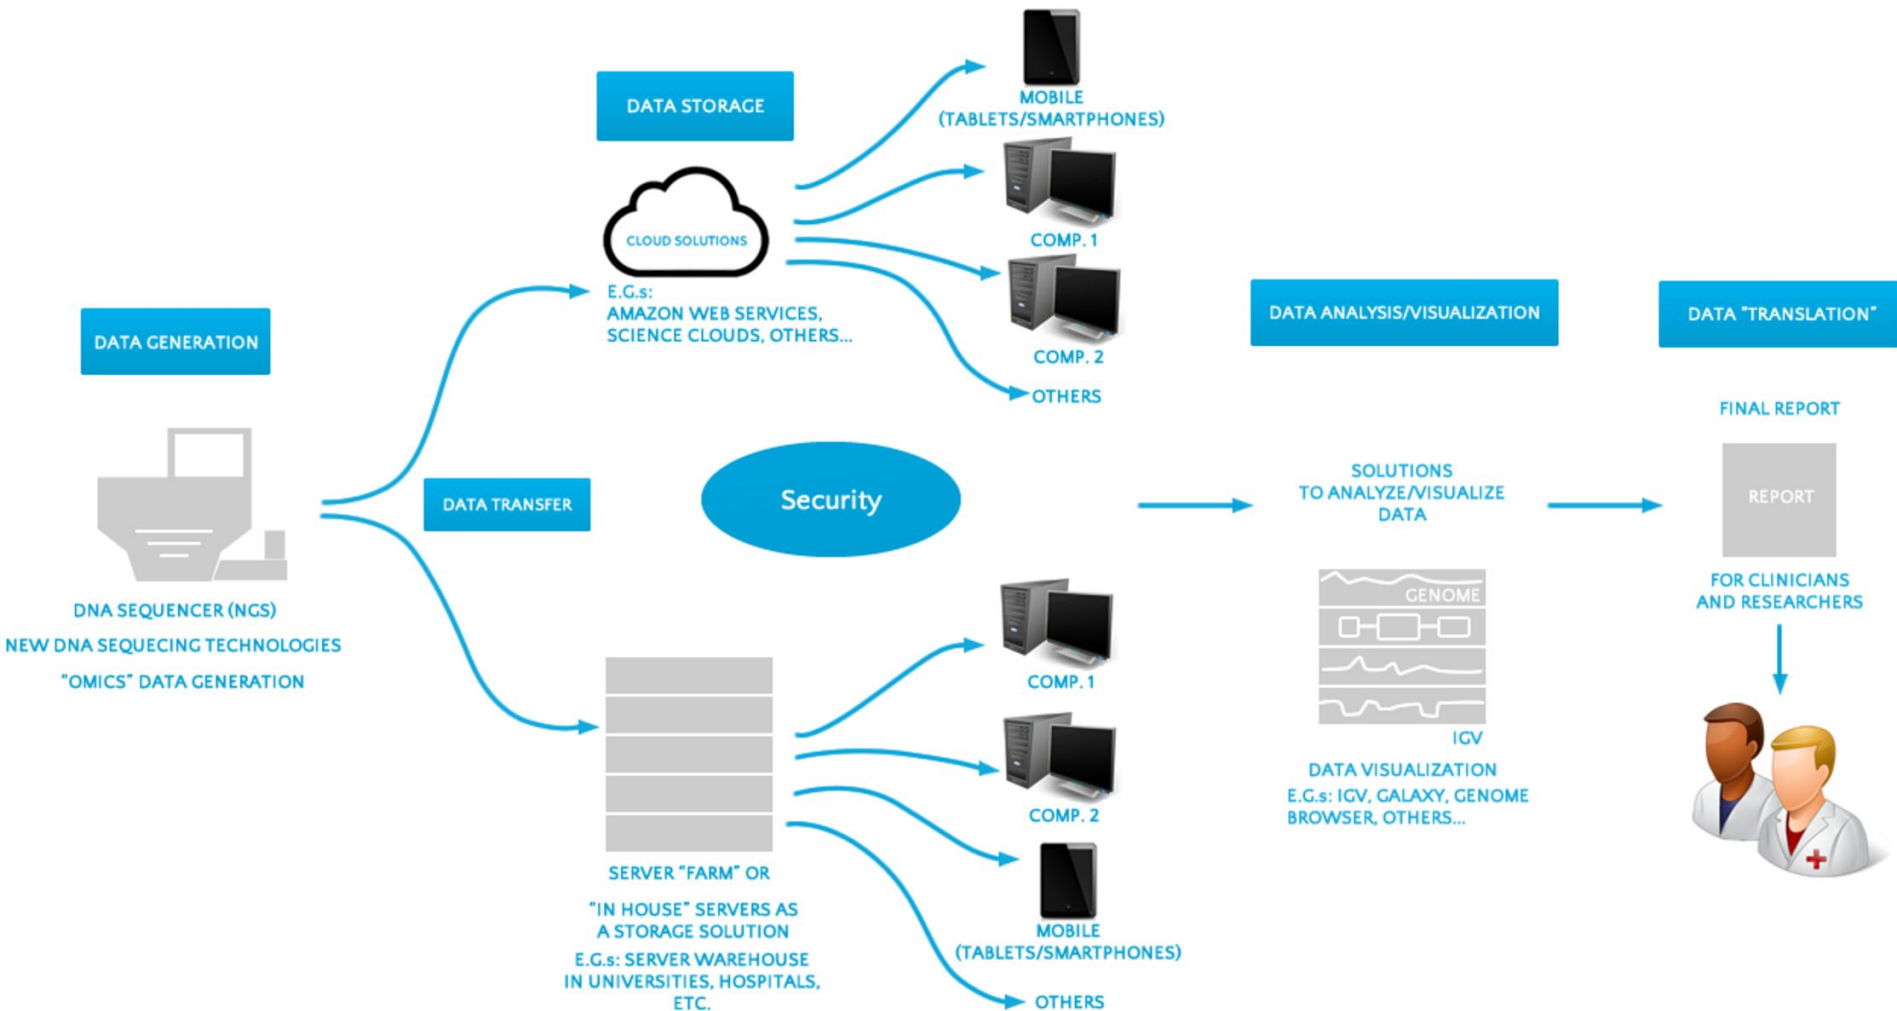 DATA GENERATION
DNA SEQUENCER (NGS)
NEW DNA SEQUECING TECHNOLOGIES
"OMICS" DATA GENERATION
DATA TRANSFER
DATA STORAGE
CLOUD SOLUTIONS
E.G.s:
AMAZON WEB SERVICES,
SCIENCE CLOUDS, OTHERS...
MOBILE
(TABLETS/SMARTPHONES)
COMP. 1
COMP. 2
OTHERS
Security
SERVER "FARM" OR
"IN HOUSE" SERVERS AS
A STORAGE SOLUTION
E.G.s: SERVER WAREHOUSE
IN UNIVERSITIES, HOSPITALS,
ETC.
COMP. 1
COMP. 2
MOBILE
(TABLETS/SMARTPHONES)
OTHERS
DATA ANALYSIS/VISUALIZATION
SOLUTIONS
TO ANALYZE/VISUALIZE
DATA
GENOME
IGV
DATA VISUALIZATION
E.G.s: IGV, GALAXY, GENOME
BROWSER, OTHERS...
DATA "TRANSLATION"
FINAL REPORT
REPORT
FOR CLINICIANS
AND RESEARCHERS